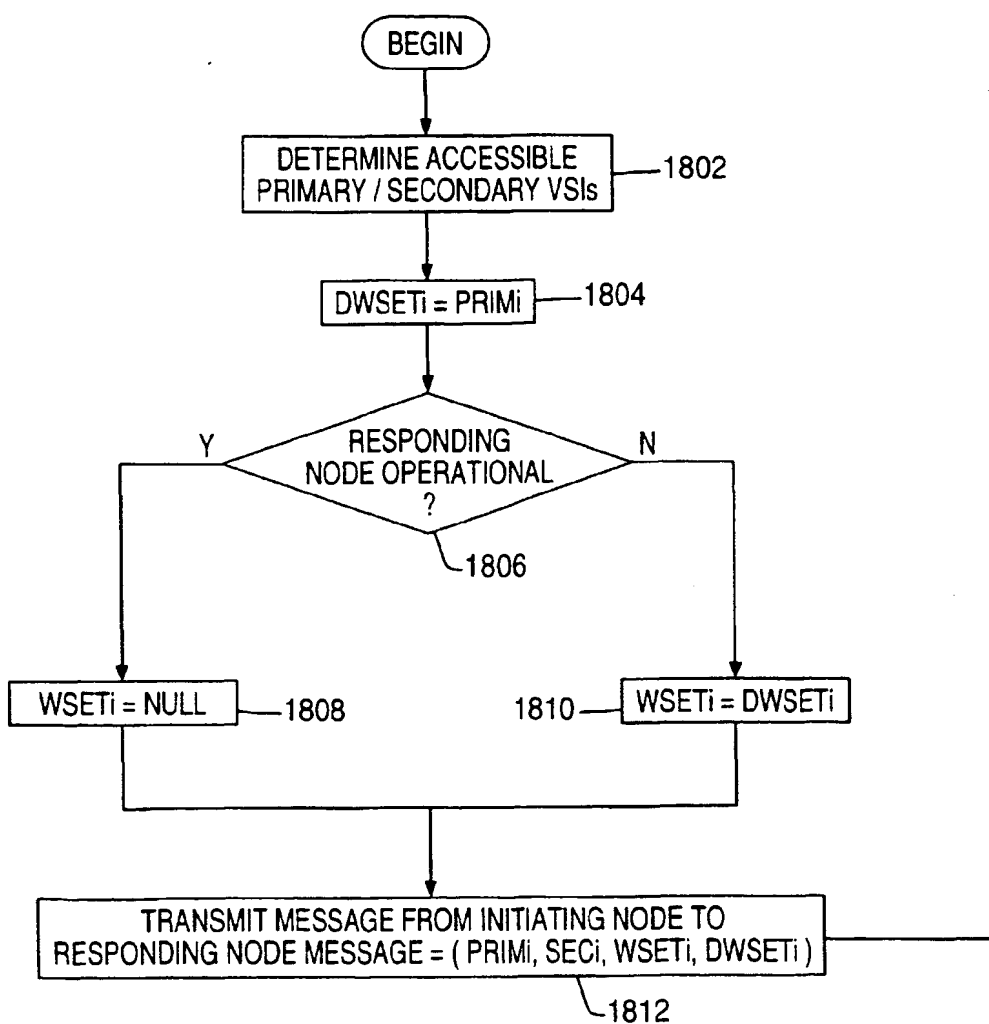 BEGIN
DETERMINE ACCESSIBLE
PRIMARY / SECONDARY VSIs
1802
DWSETi = PRIMi
1804
RESPONDING
NODE OPERATIONAL
?
Y
N
1806
WSETi = NULL
1808
1810
WSETi = DWSETi
TRANSMIT MESSAGE FROM INITIATING NODE TO
RESPONDING NODE MESSAGE = ( PRIMi, SECi, WSETi, DWSETi )
1812